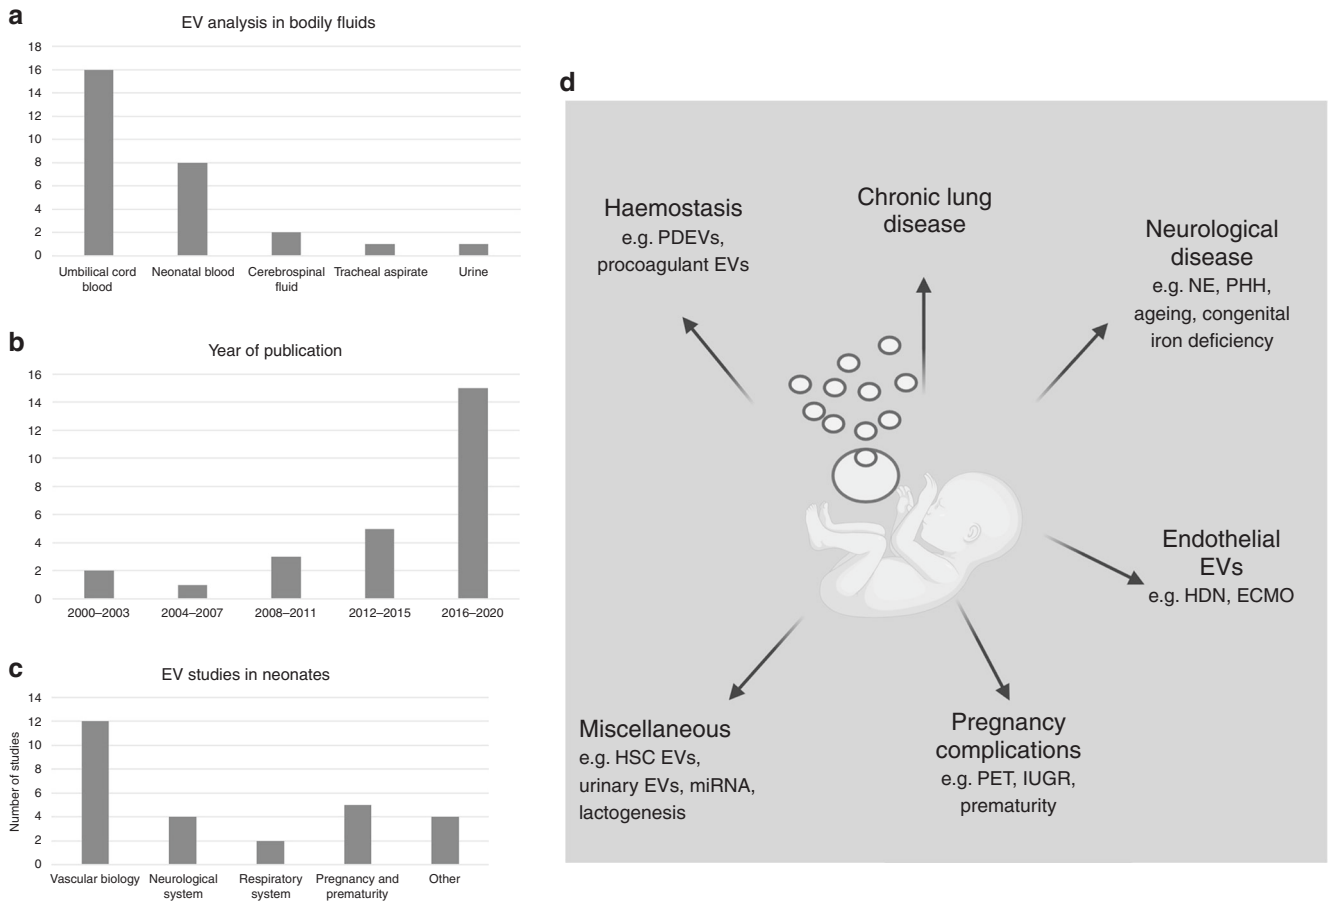 a
EV analysis in bodily fluids
18
16
14
12
10
8
6
4
2
0
Umbilical cord
blood
Neonatal blood
Cerebrospinal
fluid
Tracheal aspirate
Urine
b
Year of publication
16
14
12
10
8
6
4
2
0
2000–2003
2004–2007
2008–2011
2012–2015
2016–2020
c
EV studies in neonates
Number of studies
14
12
10
8
6
4
2
0
Vascular biology
Neurological
system
Respiratory
system
Pregnancy and
prematurity
Other
d
Haemostasis
e.g. PDEVs,
procoagulant EVs
Chronic lung
disease
Neurological
disease
e.g. NE, PHH,
ageing, congenital
iron deficiency
Endothelial
EVs
e.g. HDN, ECMO
Pregnancy
complications
e.g. PET, IUGR,
prematurity
Miscellaneous
e.g. HSC EVs,
urinary EVs, miRNA,
lactogenesis